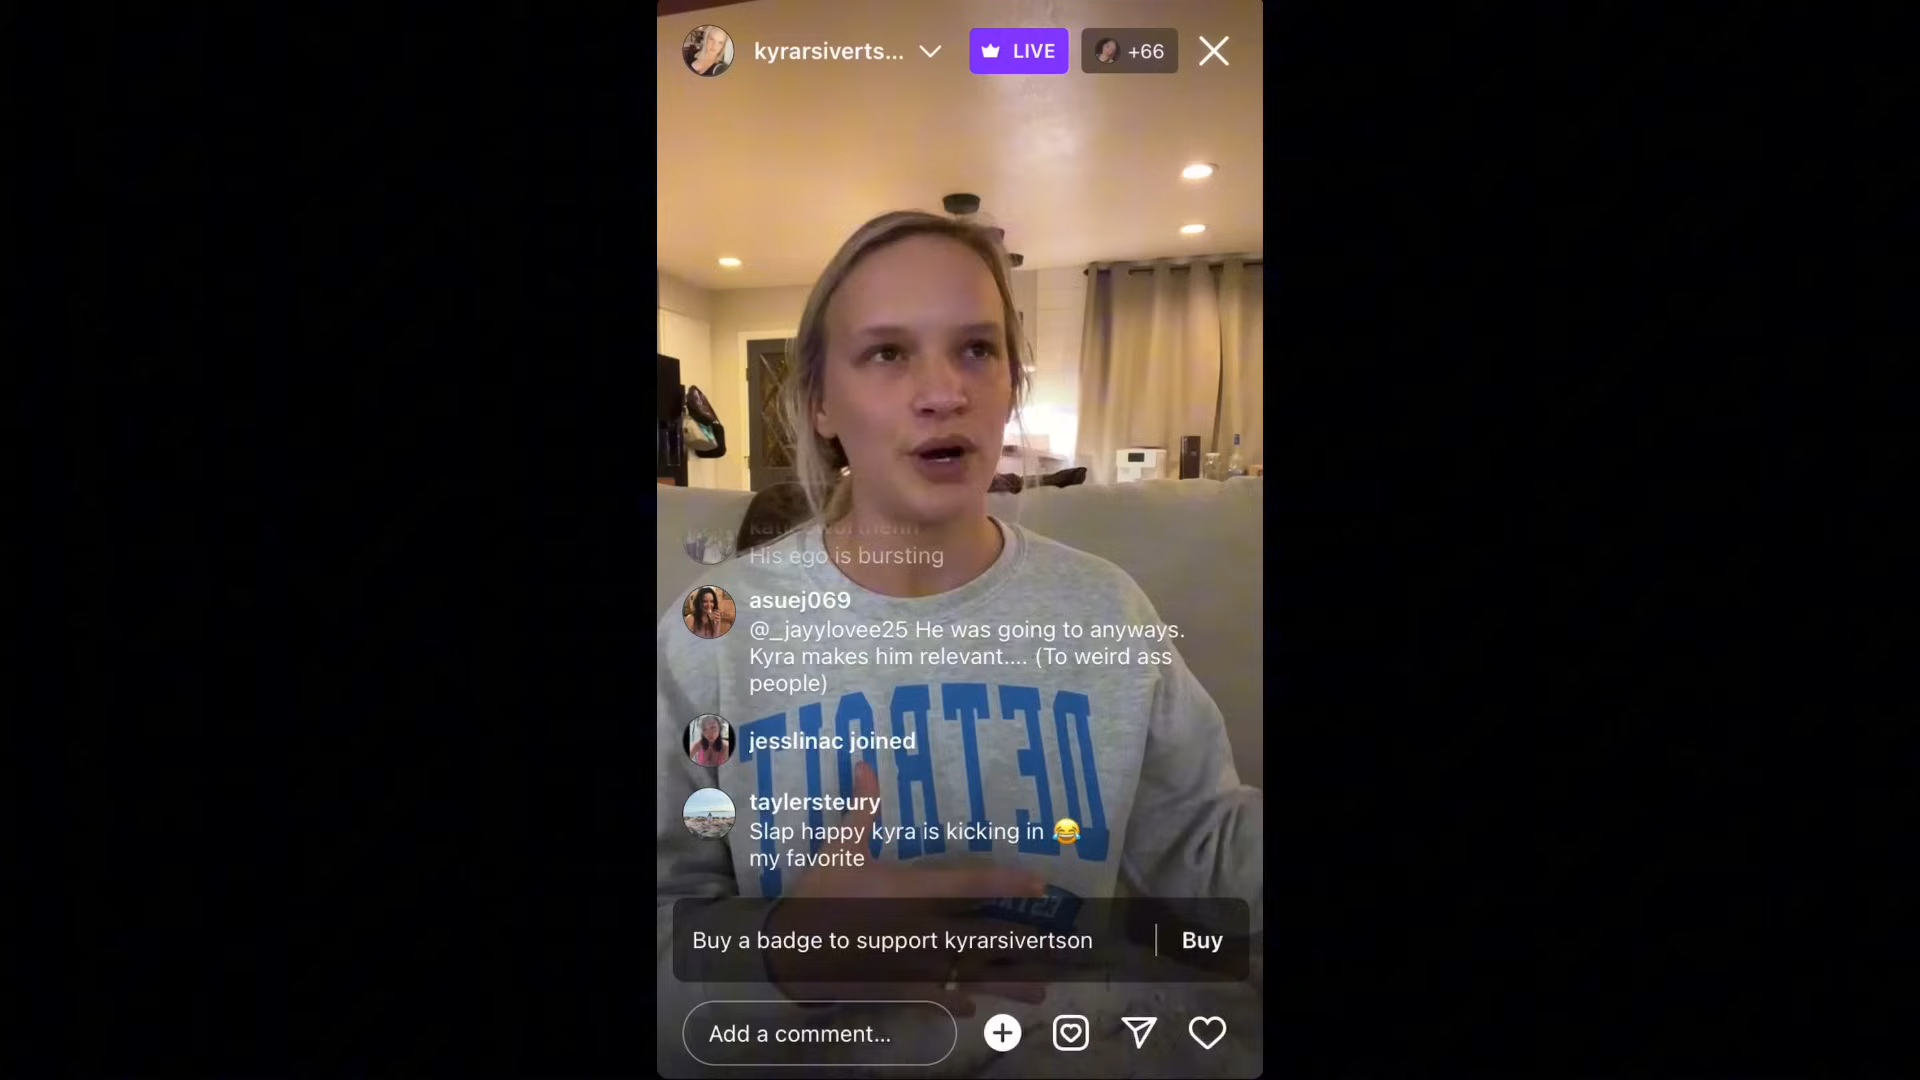 kyrarsiverts...
LIVE
+66
His ego is bursting
asuej069
@_jayylovee25 He was going to anyways.
Kyra makes him relevant.... (To weird ass
people)
jesslinac joined
DETROIT
taylersteury
Slap happy kyra is kicking in 😂
my favorite
Buy a badge to support kyrarsivertson
Buy
Add a comment...